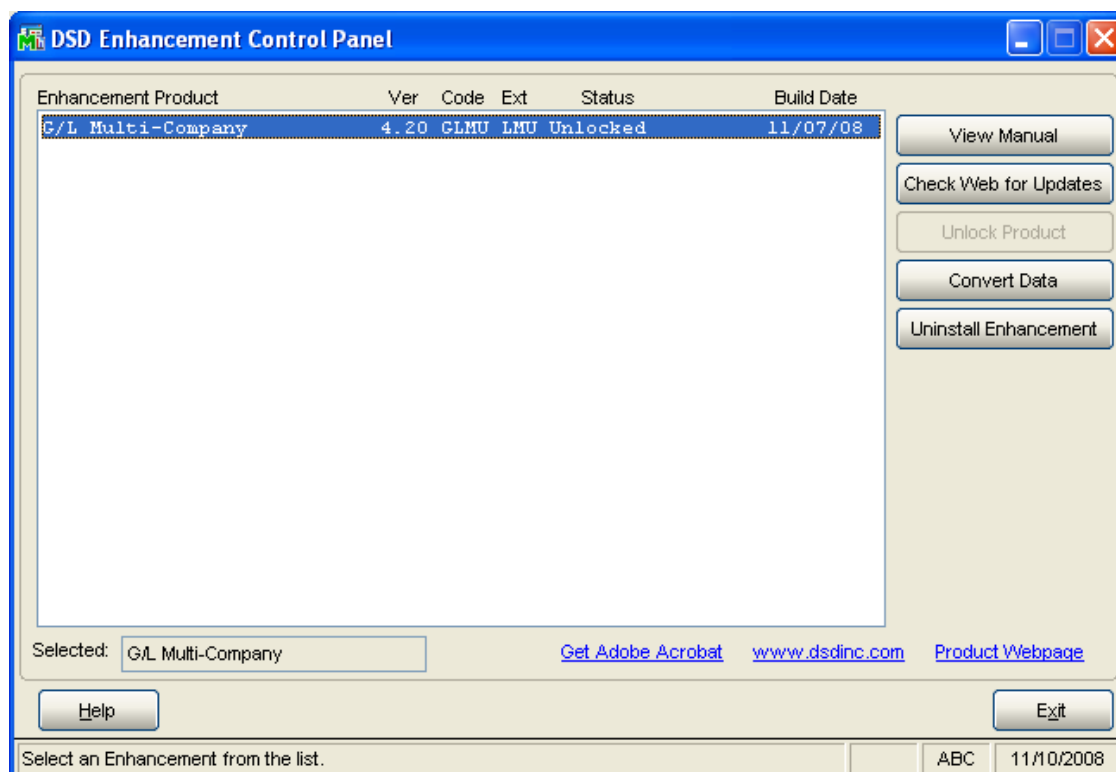 DSD Enhancement Control Panel
Enhancement Product Ver Code Ext Status Build Date
G/L Multi-Company 4.20 GLMU LMU Unlocked 11/07/08
View Manual
Check Web for Updates
Unlock Product
Convert Data
Uninstall Enhancement
Selected: G/L Multi-Company Get Adobe Acrobat www.dsdinc.com Product Webpage
Help Exit
Select an Enhancement from the list. ABC 11/10/2008